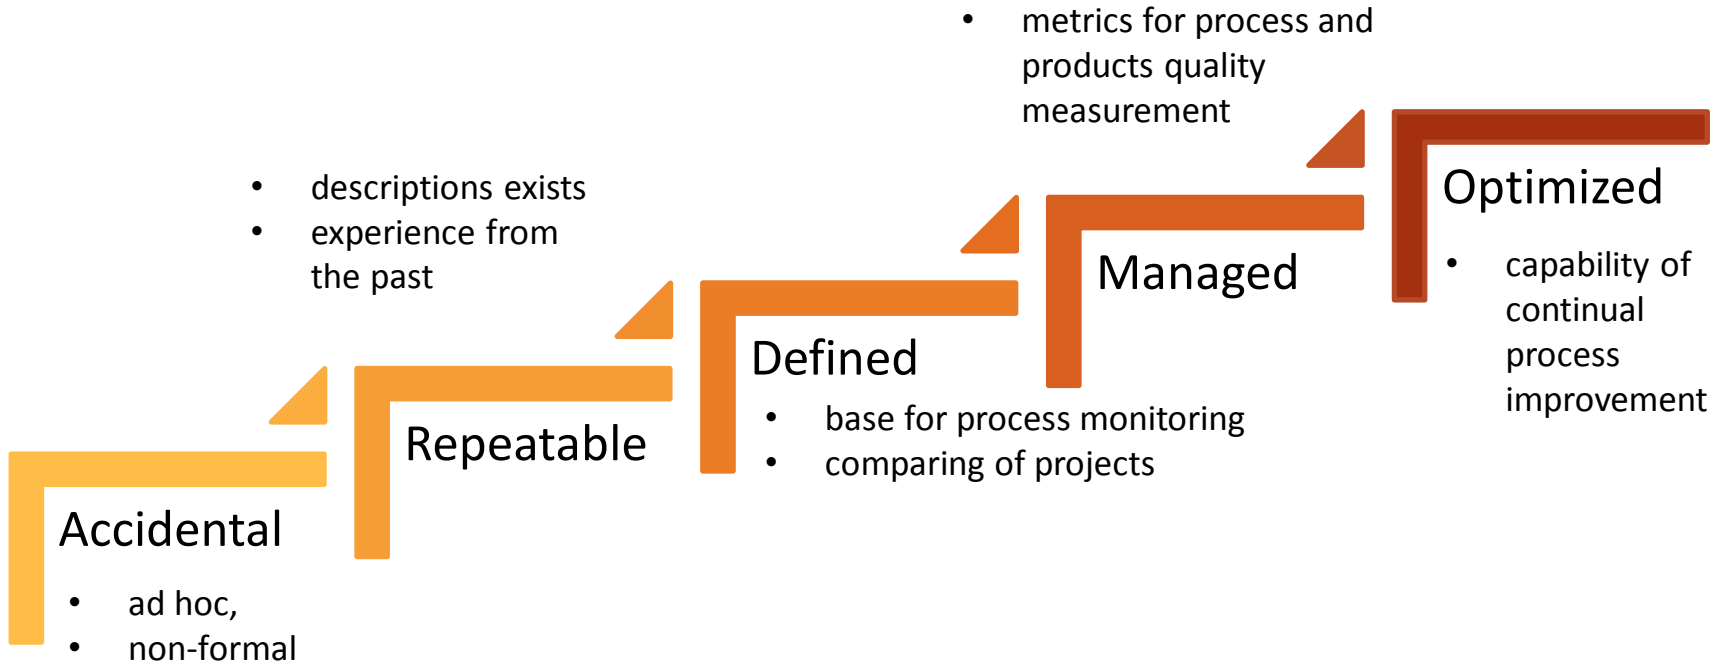 Accidental
• ad hoc,
• non-formal
• descriptions exists
• experience from
the past
Repeatable
Defined
• base for process monitoring
• comparing of projects
• metrics for process and
products quality
measurement
Managed
Optimized
• capability of
continual
process
improvement